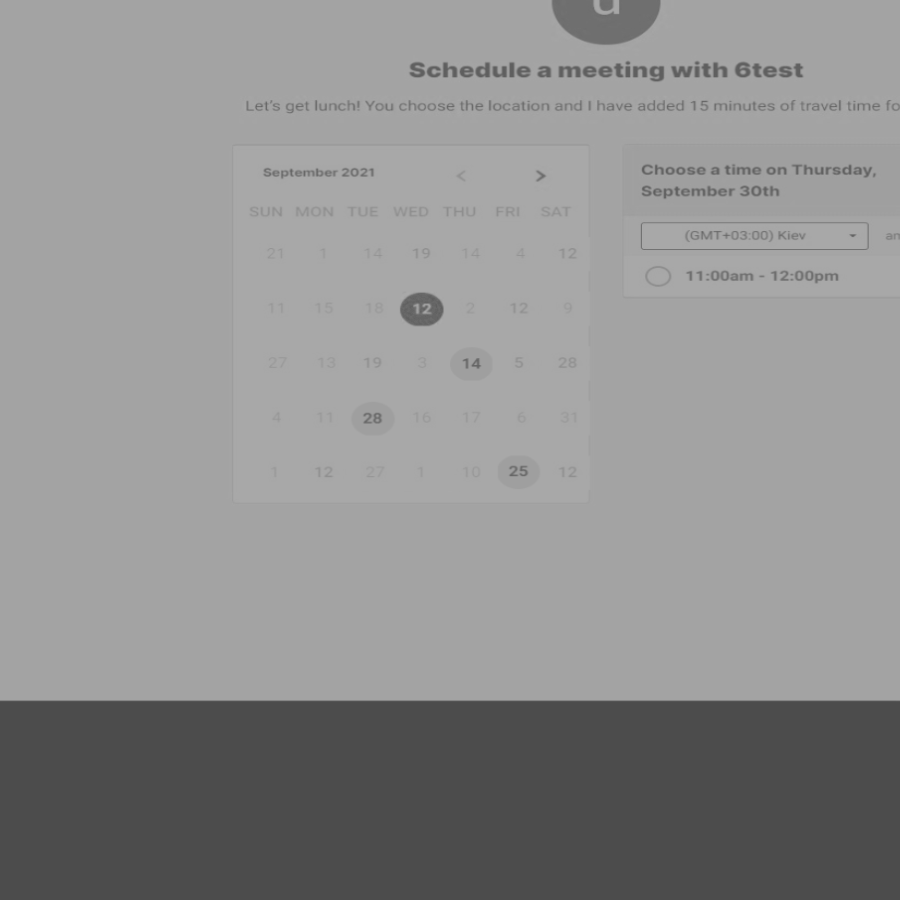 Schedule a meeting with 6test
Let's get lunch! You choose the location and I have added 15 minutes of travel time
September 2021 < >
SUN MON TUE WED THU FRI SAT
21 1 14 19 14 4 12
11 15 18 12 2 12 9
27 13 19 3 14 5 28
4 11 28 16 17 6 31
1 12 27 1 10 25 12
Choose a time on Thursday,
September 30th
(GMT+03:00) Kiev
11:00am - 12:00pm